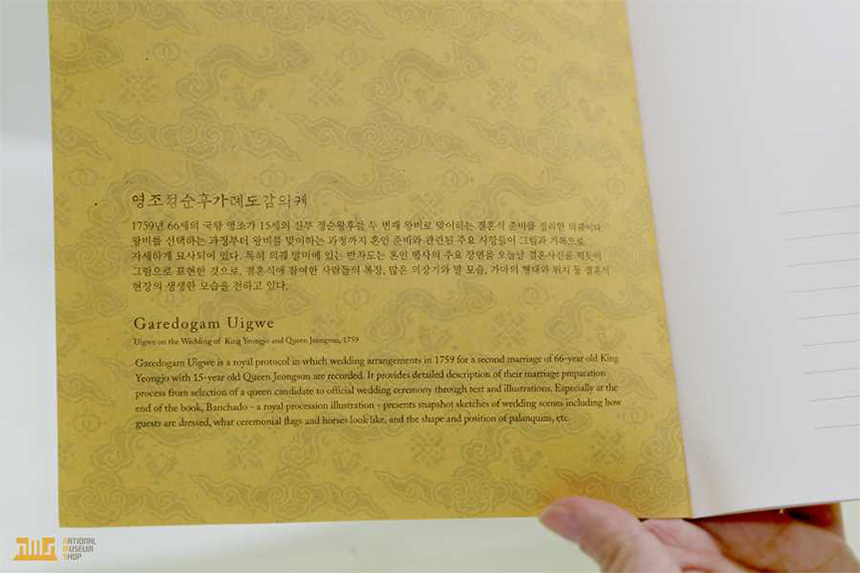 영조정순후가례도감의궤
1759년 66세의 국왕 영조가 15세의 신부 정순왕후를 두 번째 왕비로 맞이하는 결혼식 준비를 정리한 의궤이다.
왕비를 선택하는 과정부터 왕비를 맞이하는 과정까지 혼인 준비와 관련된 주요 사항들이 그림과 기록으로
자세하게 묘사되어 있다. 특히 의궤 말미에 있는 반차도는 혼인 행사의 주요 장면을 오늘날 결혼사진을 찍듯이
그림으로 표현한 것으로, 결혼식에 참여한 사람들의 복장, 많은 의상기와 말 모습, 가마의 형태와 위치 등 결혼식
현장의 생생한 모습을 전하고 있다.
Garedogam Uigwe
Uigwe on the Wedding of King Yeongjo and Queen Jeongsun, 1759
Garedogam Uigwe is a royal protocol in which wedding arrangements in 1759 for a second marriage of 66-year old King
Yeongjo with 15-year old Queen Jeongsun are recorded. It provides detailed description of their marriage preparation
process from selection of a queen candidate to official wedding ceremony through text and illustrations. Especially at the
end of the book, Banchado - a royal procession illustration - presents snapshot sketches of wedding scenes including how
guests are dressed, what ceremonial flags and horses look like, and the shape and position of palanquins, etc.
NATIONAL
MUSEUM
SHOP